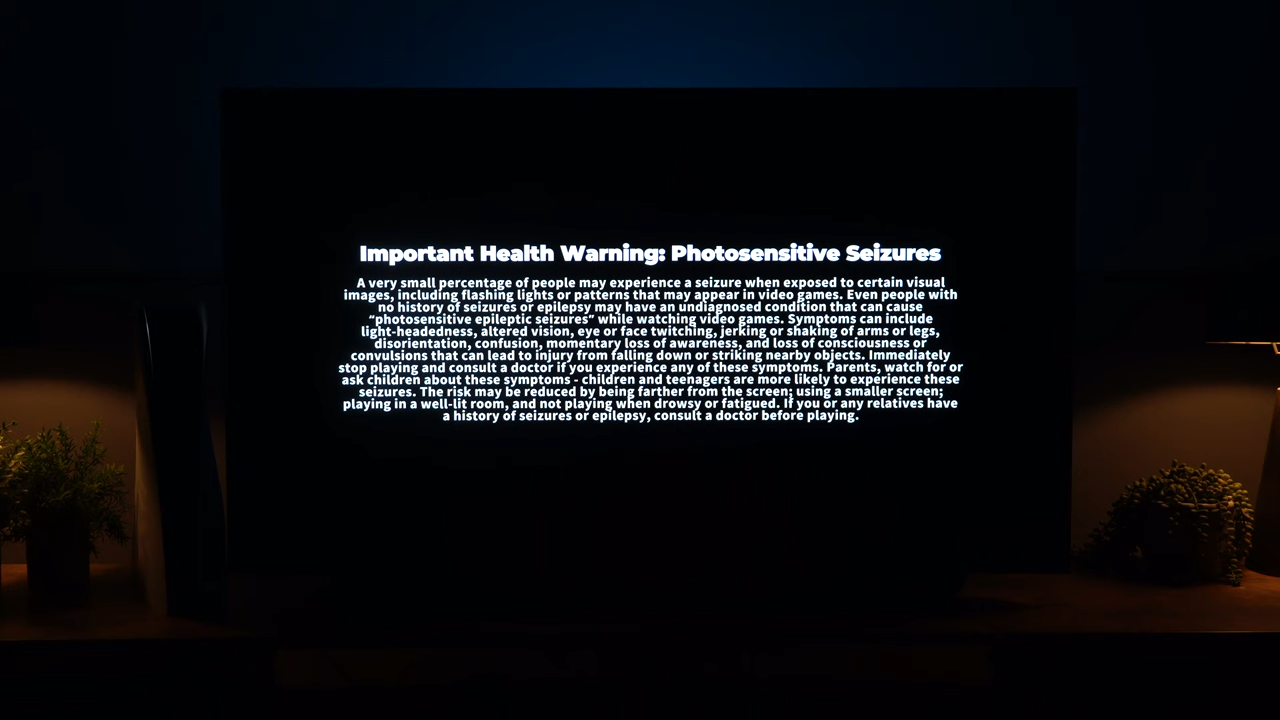 Important Health Warning: Photosensitive Seizures
A very small percentage of people may experience a seizure when exposed to certain visual
images, including flashing lights or patterns that may appear in video games. Even people with
no history of seizures or epilepsy may have an undiagnosed condition that can cause
“photosensitive epileptic seizures” while watching video games. Symptoms can include
light-headedness, altered vision, eye or face twitching, jerking or shaking of arms or legs,
disorientation, confusion, momentary loss of awareness, and loss of consciousness or
convulsions that can lead to injury from falling down or striking nearby objects. Immediately
stop playing and consult a doctor if you experience any of these symptoms. Parents, watch for or
ask children about these symptoms - children and teenagers are more likely to experience these
seizures. The risk may be reduced by being farther from the screen; using a smaller screen;
playing in a well-lit room, and not playing when drowsy or fatigued. If you or any relatives have
a history of seizures or epilepsy, consult a doctor before playing.